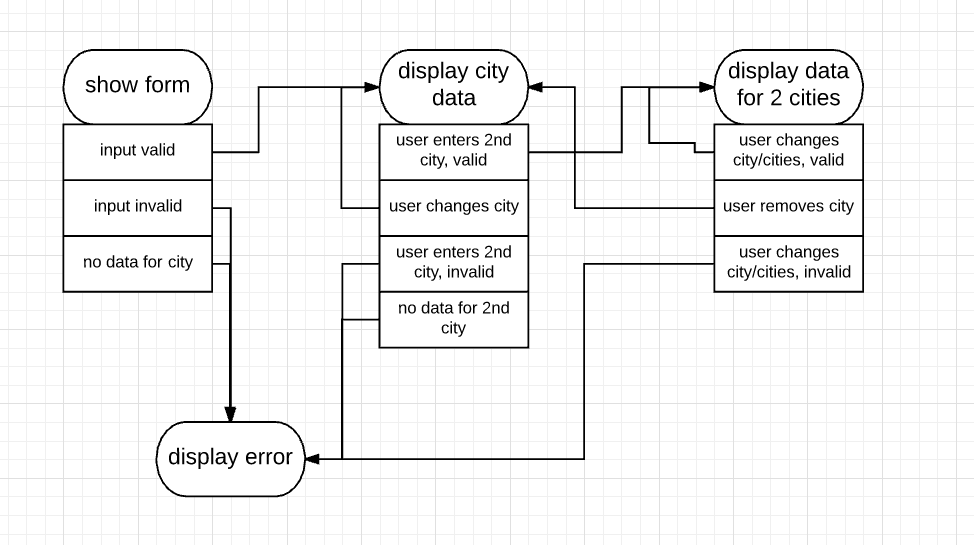 show form
input valid
input invalid
no data for city
display city
data
user enters 2nd
city, valid
user changes city
user enters 2nd
city, invalid
no data for 2nd
city
display data
for 2 cities
user changes
city/cities, valid
user removes city
user changes
city/cities, invalid
display error